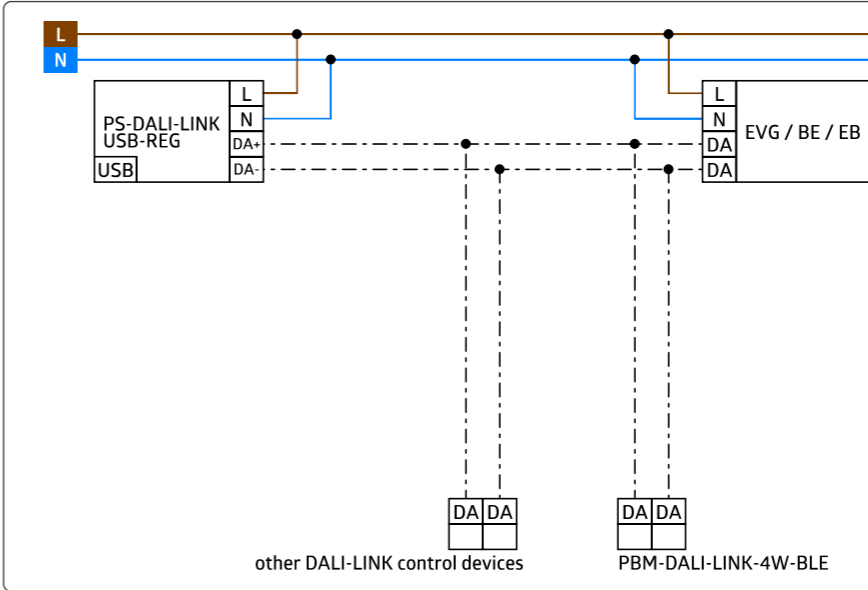 L
N
PS-DALI-LINK
USB-REG
USB
L
N
DA+
DA-
L
N
DA
DA
EVG / BE / EB
DA DA
other DALI-LINK control devices
DA DA
PBM-DALI-LINK-4W-BLE